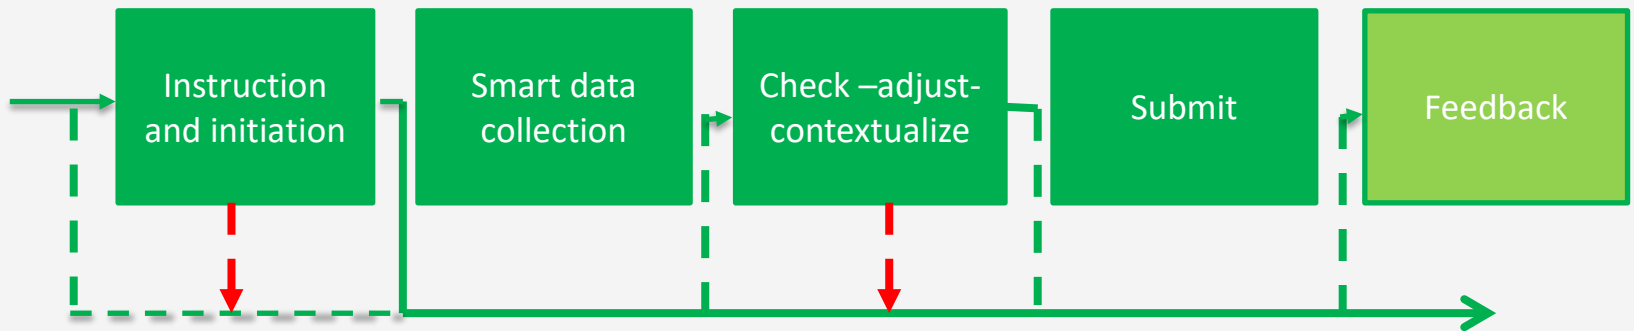 Instruction
and initiation
Smart data
collection
Check –adjust-
contextualize
Submit
Feedback